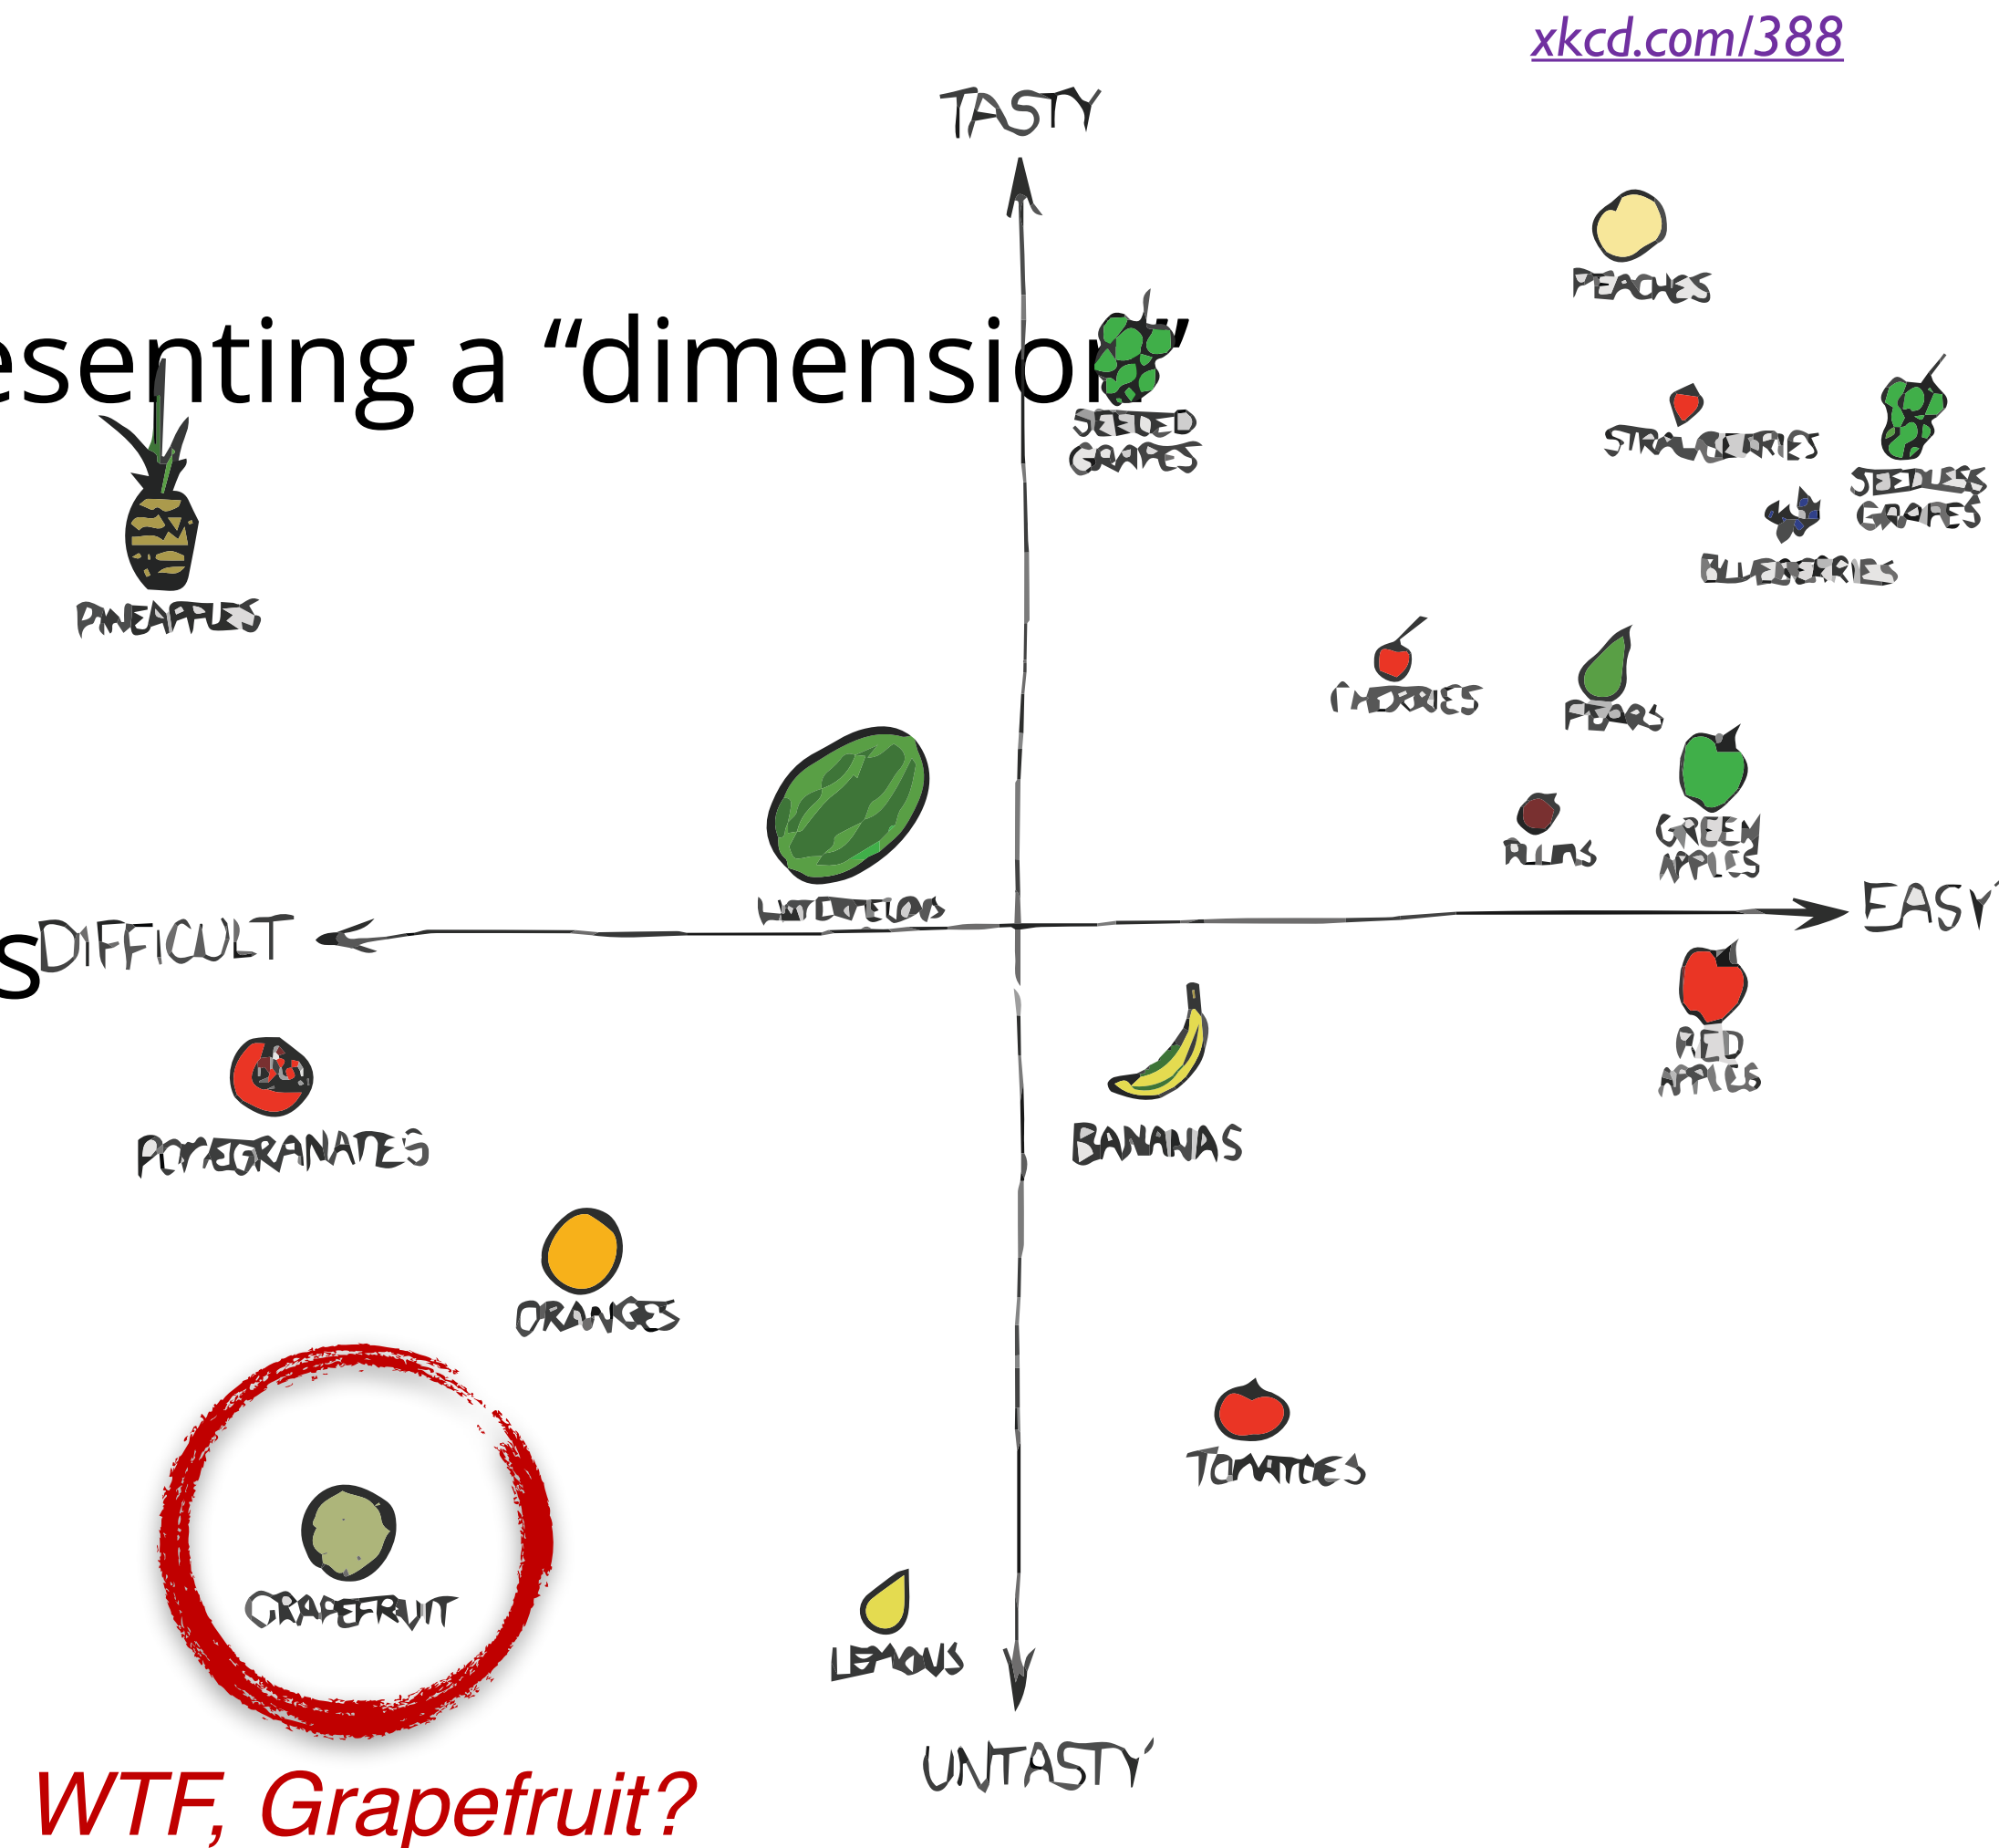 xkcd.com/388
TASTY
PEACHES
esenting a “dimension”
SEEDED
GRAPES
STRAWBERRIES
SEEDLESS
GRAPES
BLUEBERRIES
PINEAPPLES
CHERRIES
PEARS
GREEN
APPLES
PLUMS
WATERMELONS
EASY
s
DIFFICULT
RED
APPLES
BANANAS
POMEGRANATES
ORANGES
TOMATOES
GRAPEFRUIT
LEMONS
UNTASTY
WTF, Grapefruit?